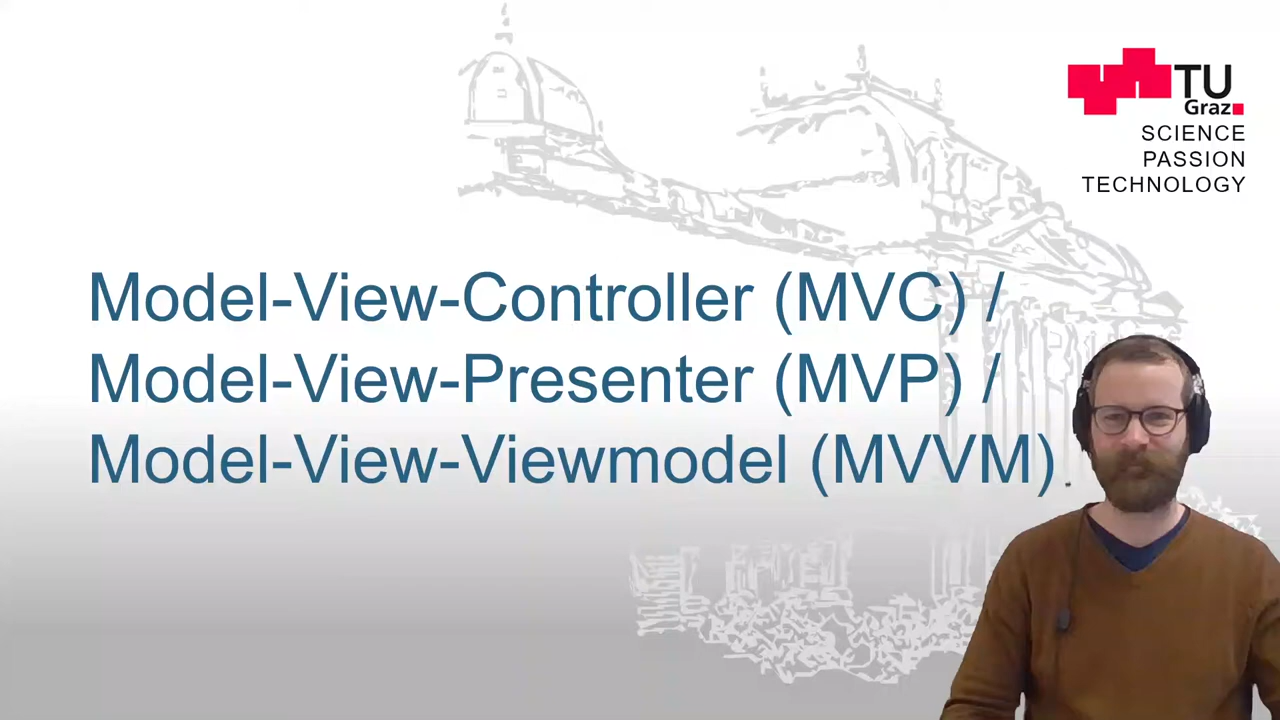 TU
Graz
SCIENCE
PASSION
TECHNOLOGY
Model-View-Controller (MVC) /
Model-View-Presenter (MVP) /
Model-View-Viewmodel (MVVM)